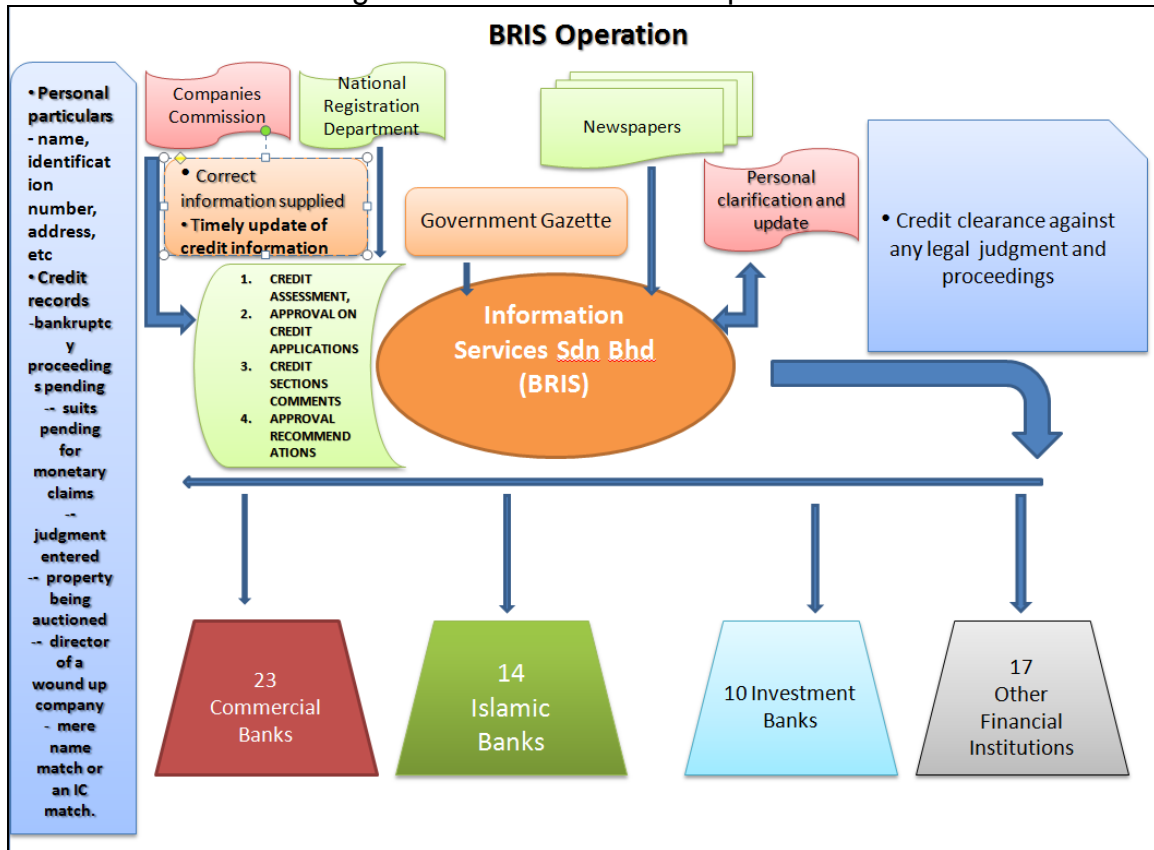 BRIS Operation
• Personal
particulars
- name,
identificat
ion
number,
address,
etc
• Credit
records
-bankruptc
y
proceeding
s pending
-- suits
pending
for
monetary
claims
--
judgment
entered
-- property
being
auctioned
-- director
of a
wound up
company
- mere
name
match or
an IC
match.
Companies
Commission
National
Registration
Department
Newspapers
• Correct
information supplied
• Timely update of
credit information
Government Gazette
Personal
clarification and
update
• Credit clearance against
any legal judgment and
proceedings
1. CREDIT
ASSESSMENT,
2. APPROVAL ON
CREDIT
APPLICATIONS
3. CREDIT
SECTIONS
COMMENTS
4. APPROVAL
RECOMMEND
ATIONS
Information
Services Sdn Bhd
(BRIS)
23
Commercial
Banks
14
Islamic
Banks
10 Investment
Banks
17
Other
Financial
Institutions